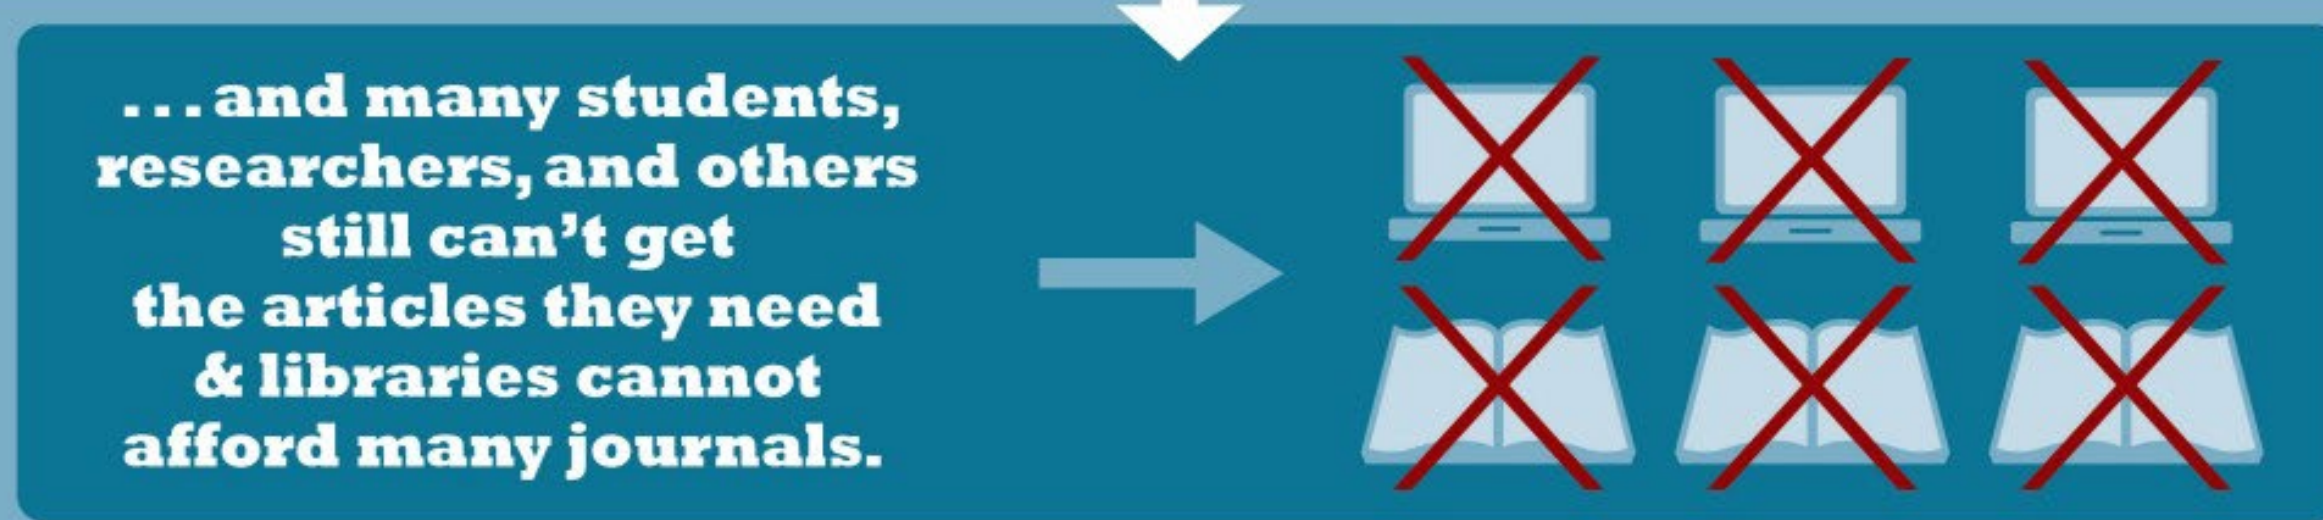 ...and many students,
researchers, and others
still can't get
the articles they need
& libraries cannot
afford many journals.